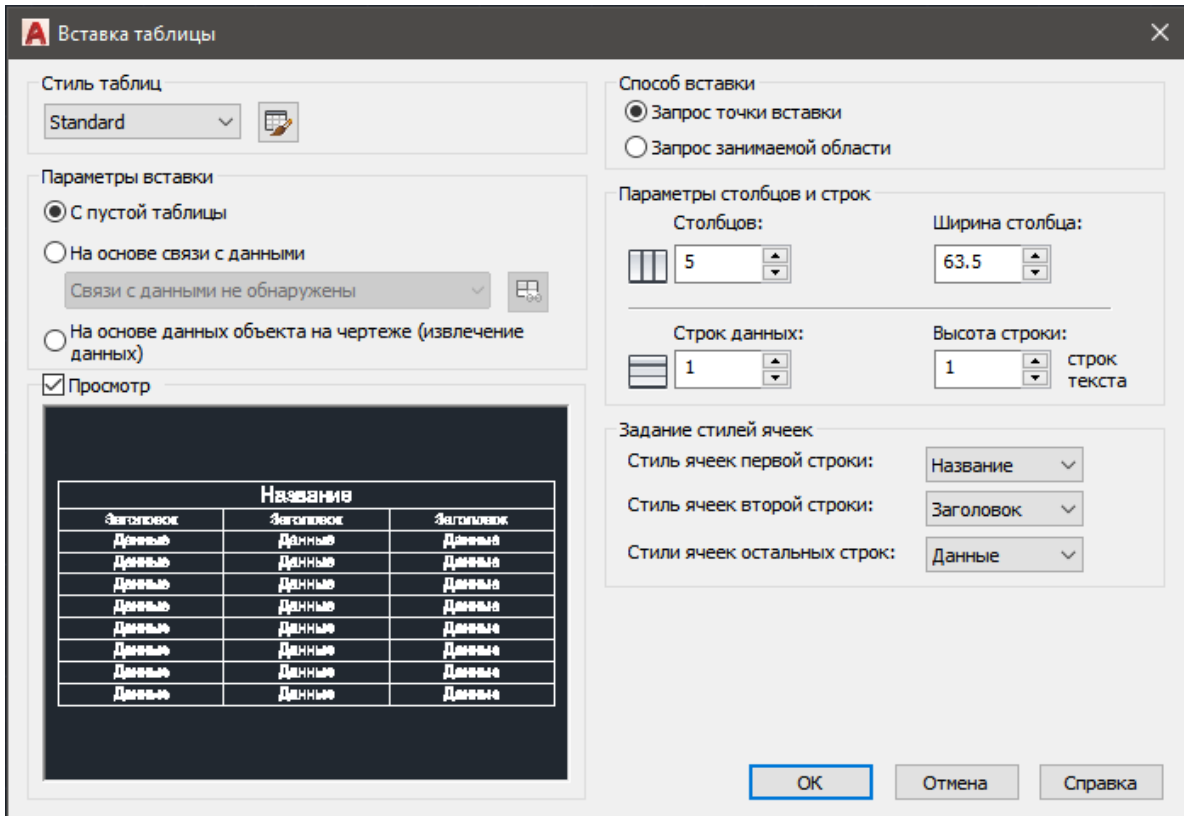 Вставка таблицы
Стиль таблиц
Standard
Параметры вставки
С пустой таблицы
На основе связи с данными
Связи с данными не обнаружены
На основе данных объекта на чертеже (извлечение
данных)
Просмотр
Название
Заголовок Заголовок Заголовок
Данные Данные Данные
Данные Данные Данные
Данные Данные Данные
Данные Данные Данные
Данные Данные Данные
Данные Данные Данные
Данные Данные Данные
Данные Данные Данные
Способ вставки
Запрос точки вставки
Запрос занимаемой области
Параметры столбцов и строк
Столбцов: Ширина столбца:
5 63.5
Строк данных: Высота строки:
1 1 строк
текста
Задание стилей ячеек
Стиль ячеек первой строки: Название
Стиль ячеек второй строки: Заголовок
Стили ячеек остальных строк: Данные
OK Отмена Справка